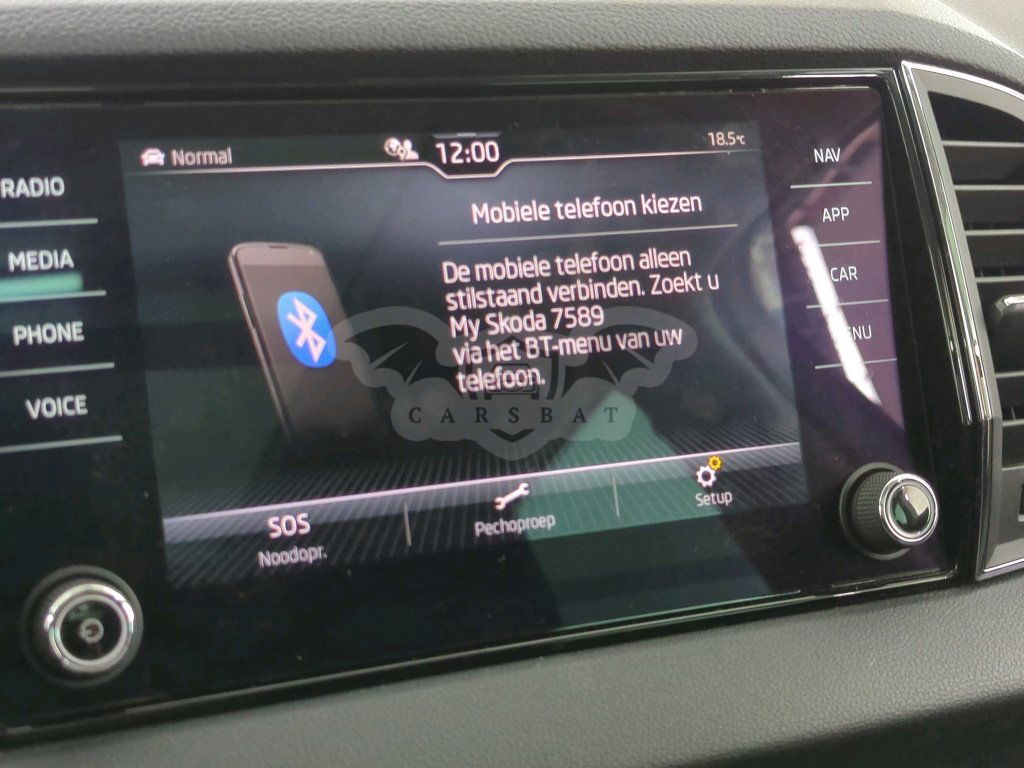 Normal
12:00
18.5°C
RADIO
MEDIA
PHONE
VOICE
Mobiele telefoon kiezen
De mobiele telefoon alleen
stilstaand verbinden. Zoekt u
My Skoda 7589
via het BT-menu van uw
telefoon.
CARSBAT
SOS
Noodopr.
Pechoproep
Setup
NAV
APP
CAR
MENU